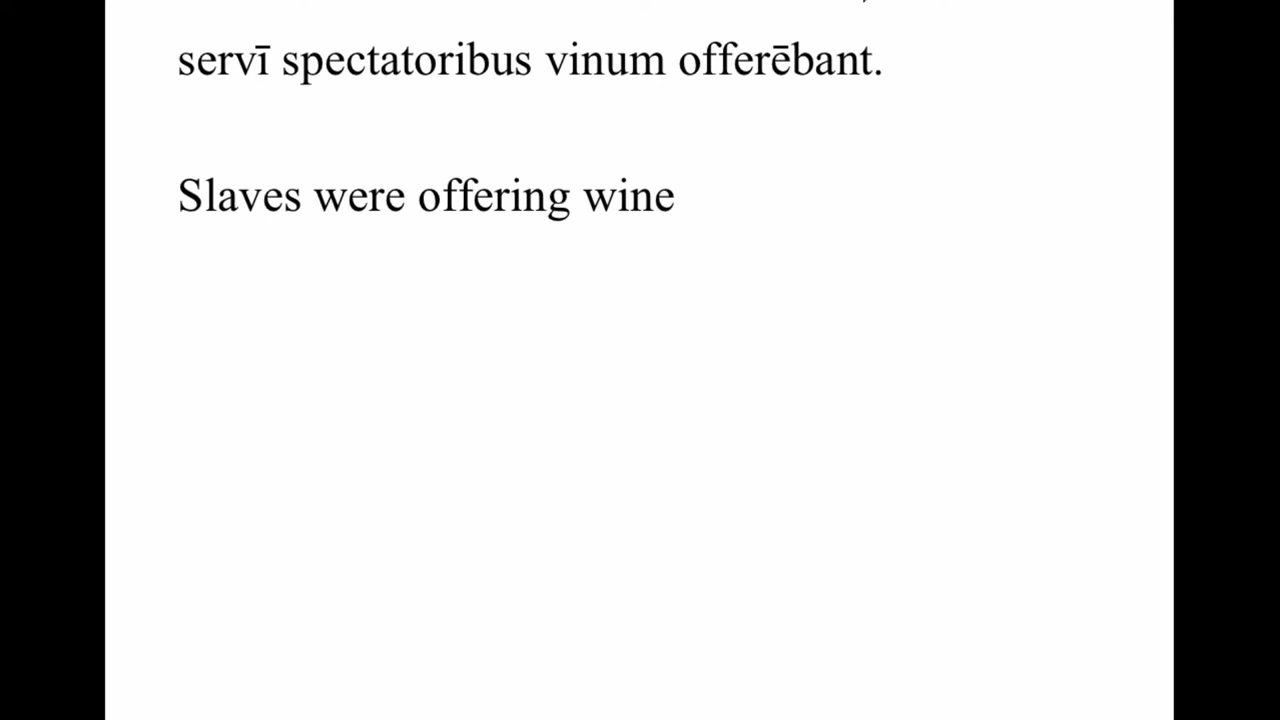 servī spectatoribus vinum offerēbant.
Slaves were offering wine